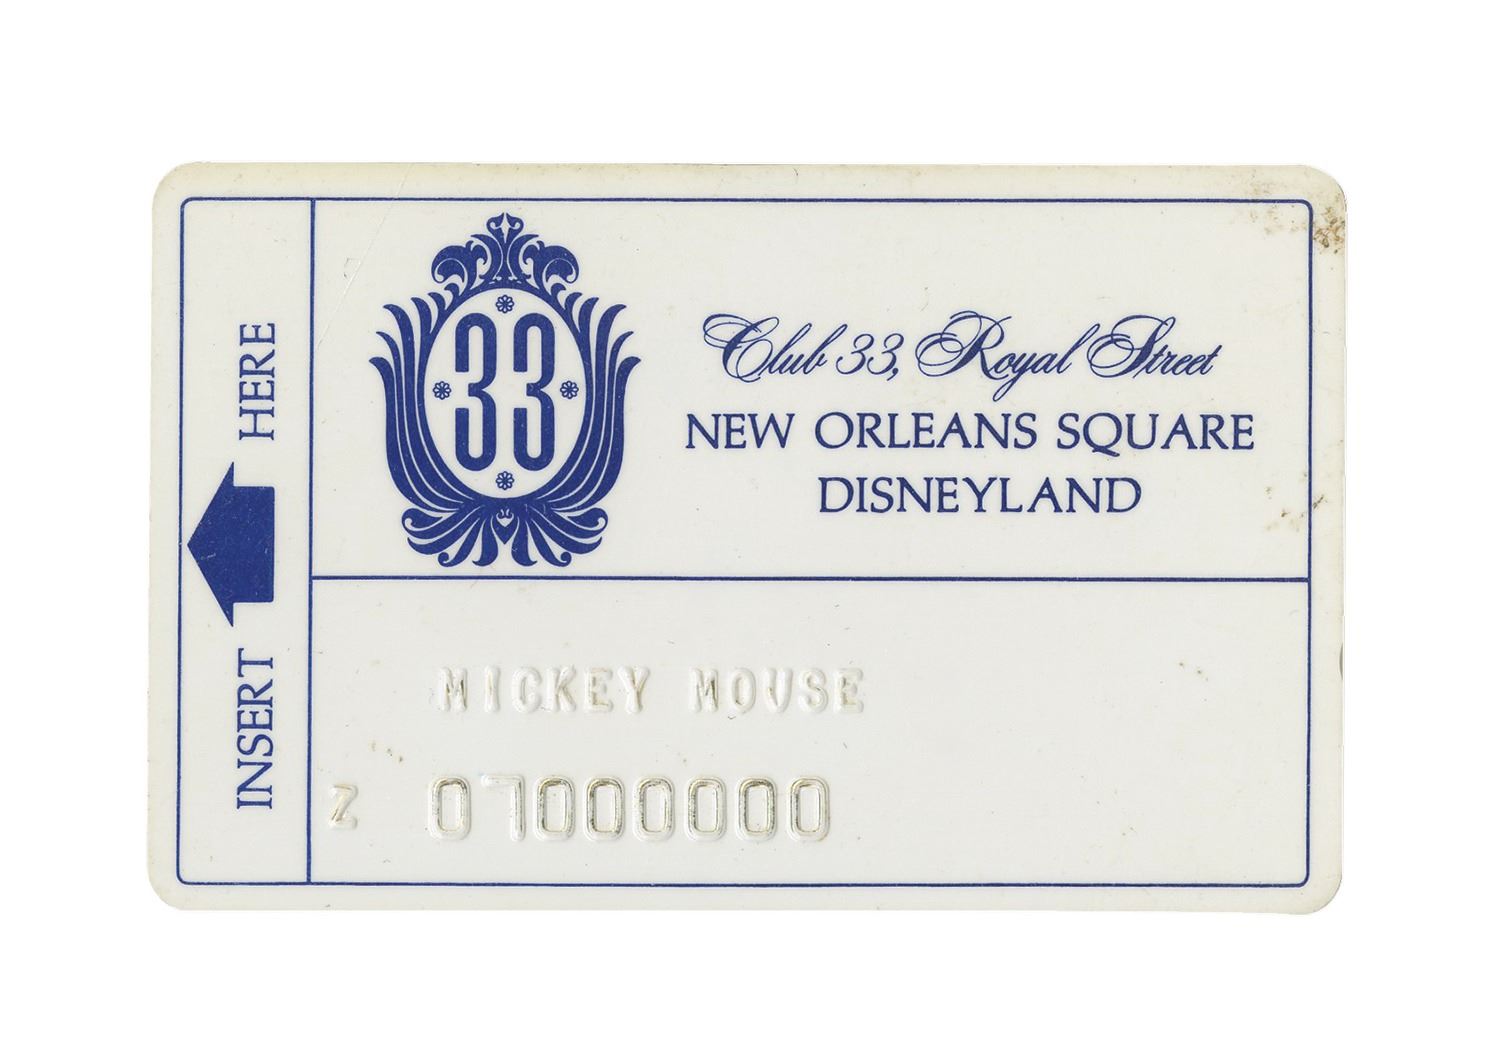 INSERT HERE
33
Club 33, Royal Street
NEW ORLEANS SQUARE
DISNEYLAND
MICKEY MOUSE
Z 07000000